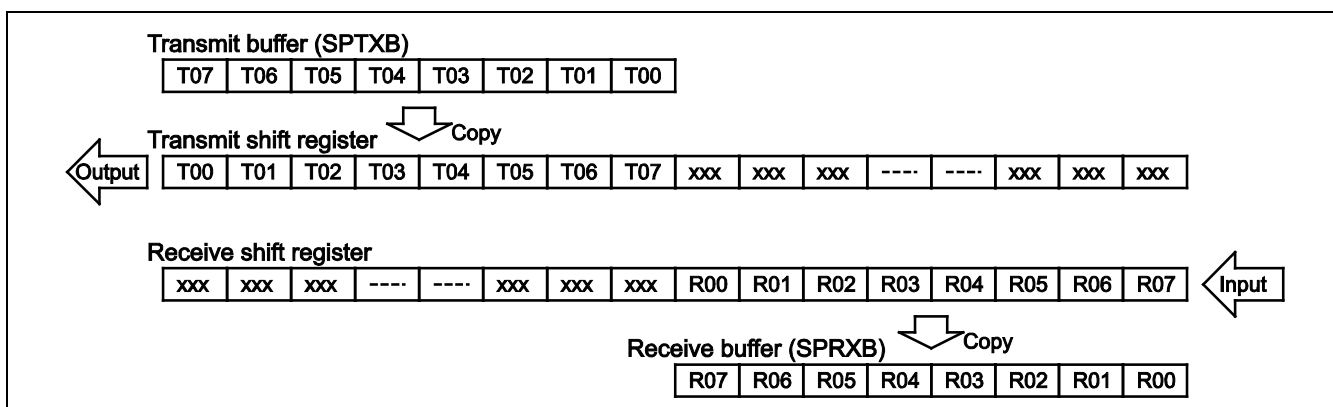 Transmit buffer (SPTXB)
T07 T06 T05 T04 T03 T02 T01 T00
Copy
Transmit shift register
Output T00 T01 T02 T03 T04 T05 T06 T07 xxx xxx xxx ---- ---- xxx xxx xxx
Receive shift register
xxx xxx xxx ---- ---- xxx xxx xxx R00 R01 R02 R03 R04 R05 R06 R07 Input
Copy
Receive buffer (SPRXB)
R07 R06 R05 R04 R03 R02 R01 R00